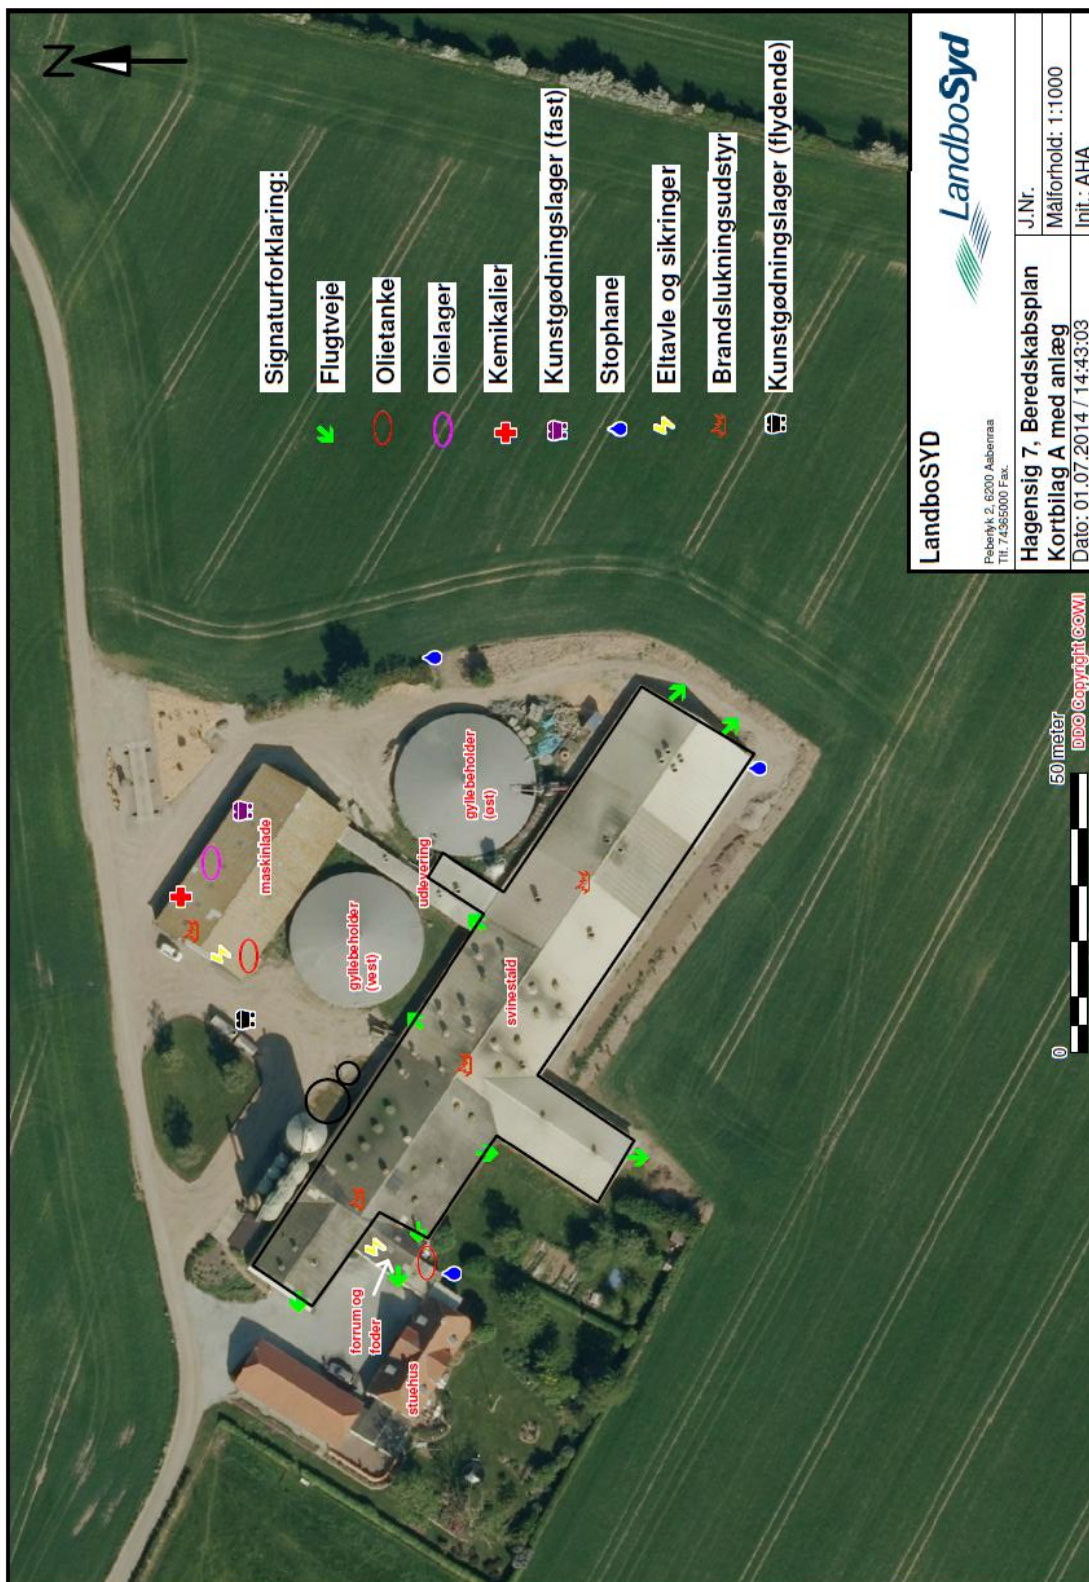 N
Signaturforklaring:
Flugtveje
Olietanke
Olielager
Kemikalier
Kunstgødningslager (fast)
Stophane
Eltavle og sikringer
Brandslukningsudstyr
Kunstgødningslager (flydende)
maskinlade
gyllebeholder
(vest)
gyllebeholder
(øst)
udlevering
svinestald
forrum og
foder
stuehus
0
50 meter
DDO Copyright COWI
LandboSYD
LandboSyd
Peberlyk 2, 6200 Aabenraa
Tlf. 74365000 Fax.
Hagensig 7, Beredskabsplan
Kortbilag A med anlæg
Dato: 01.07.2014 / 14:43:03
J.Nr.
Målforhold: 1:1000
Init.: AHA